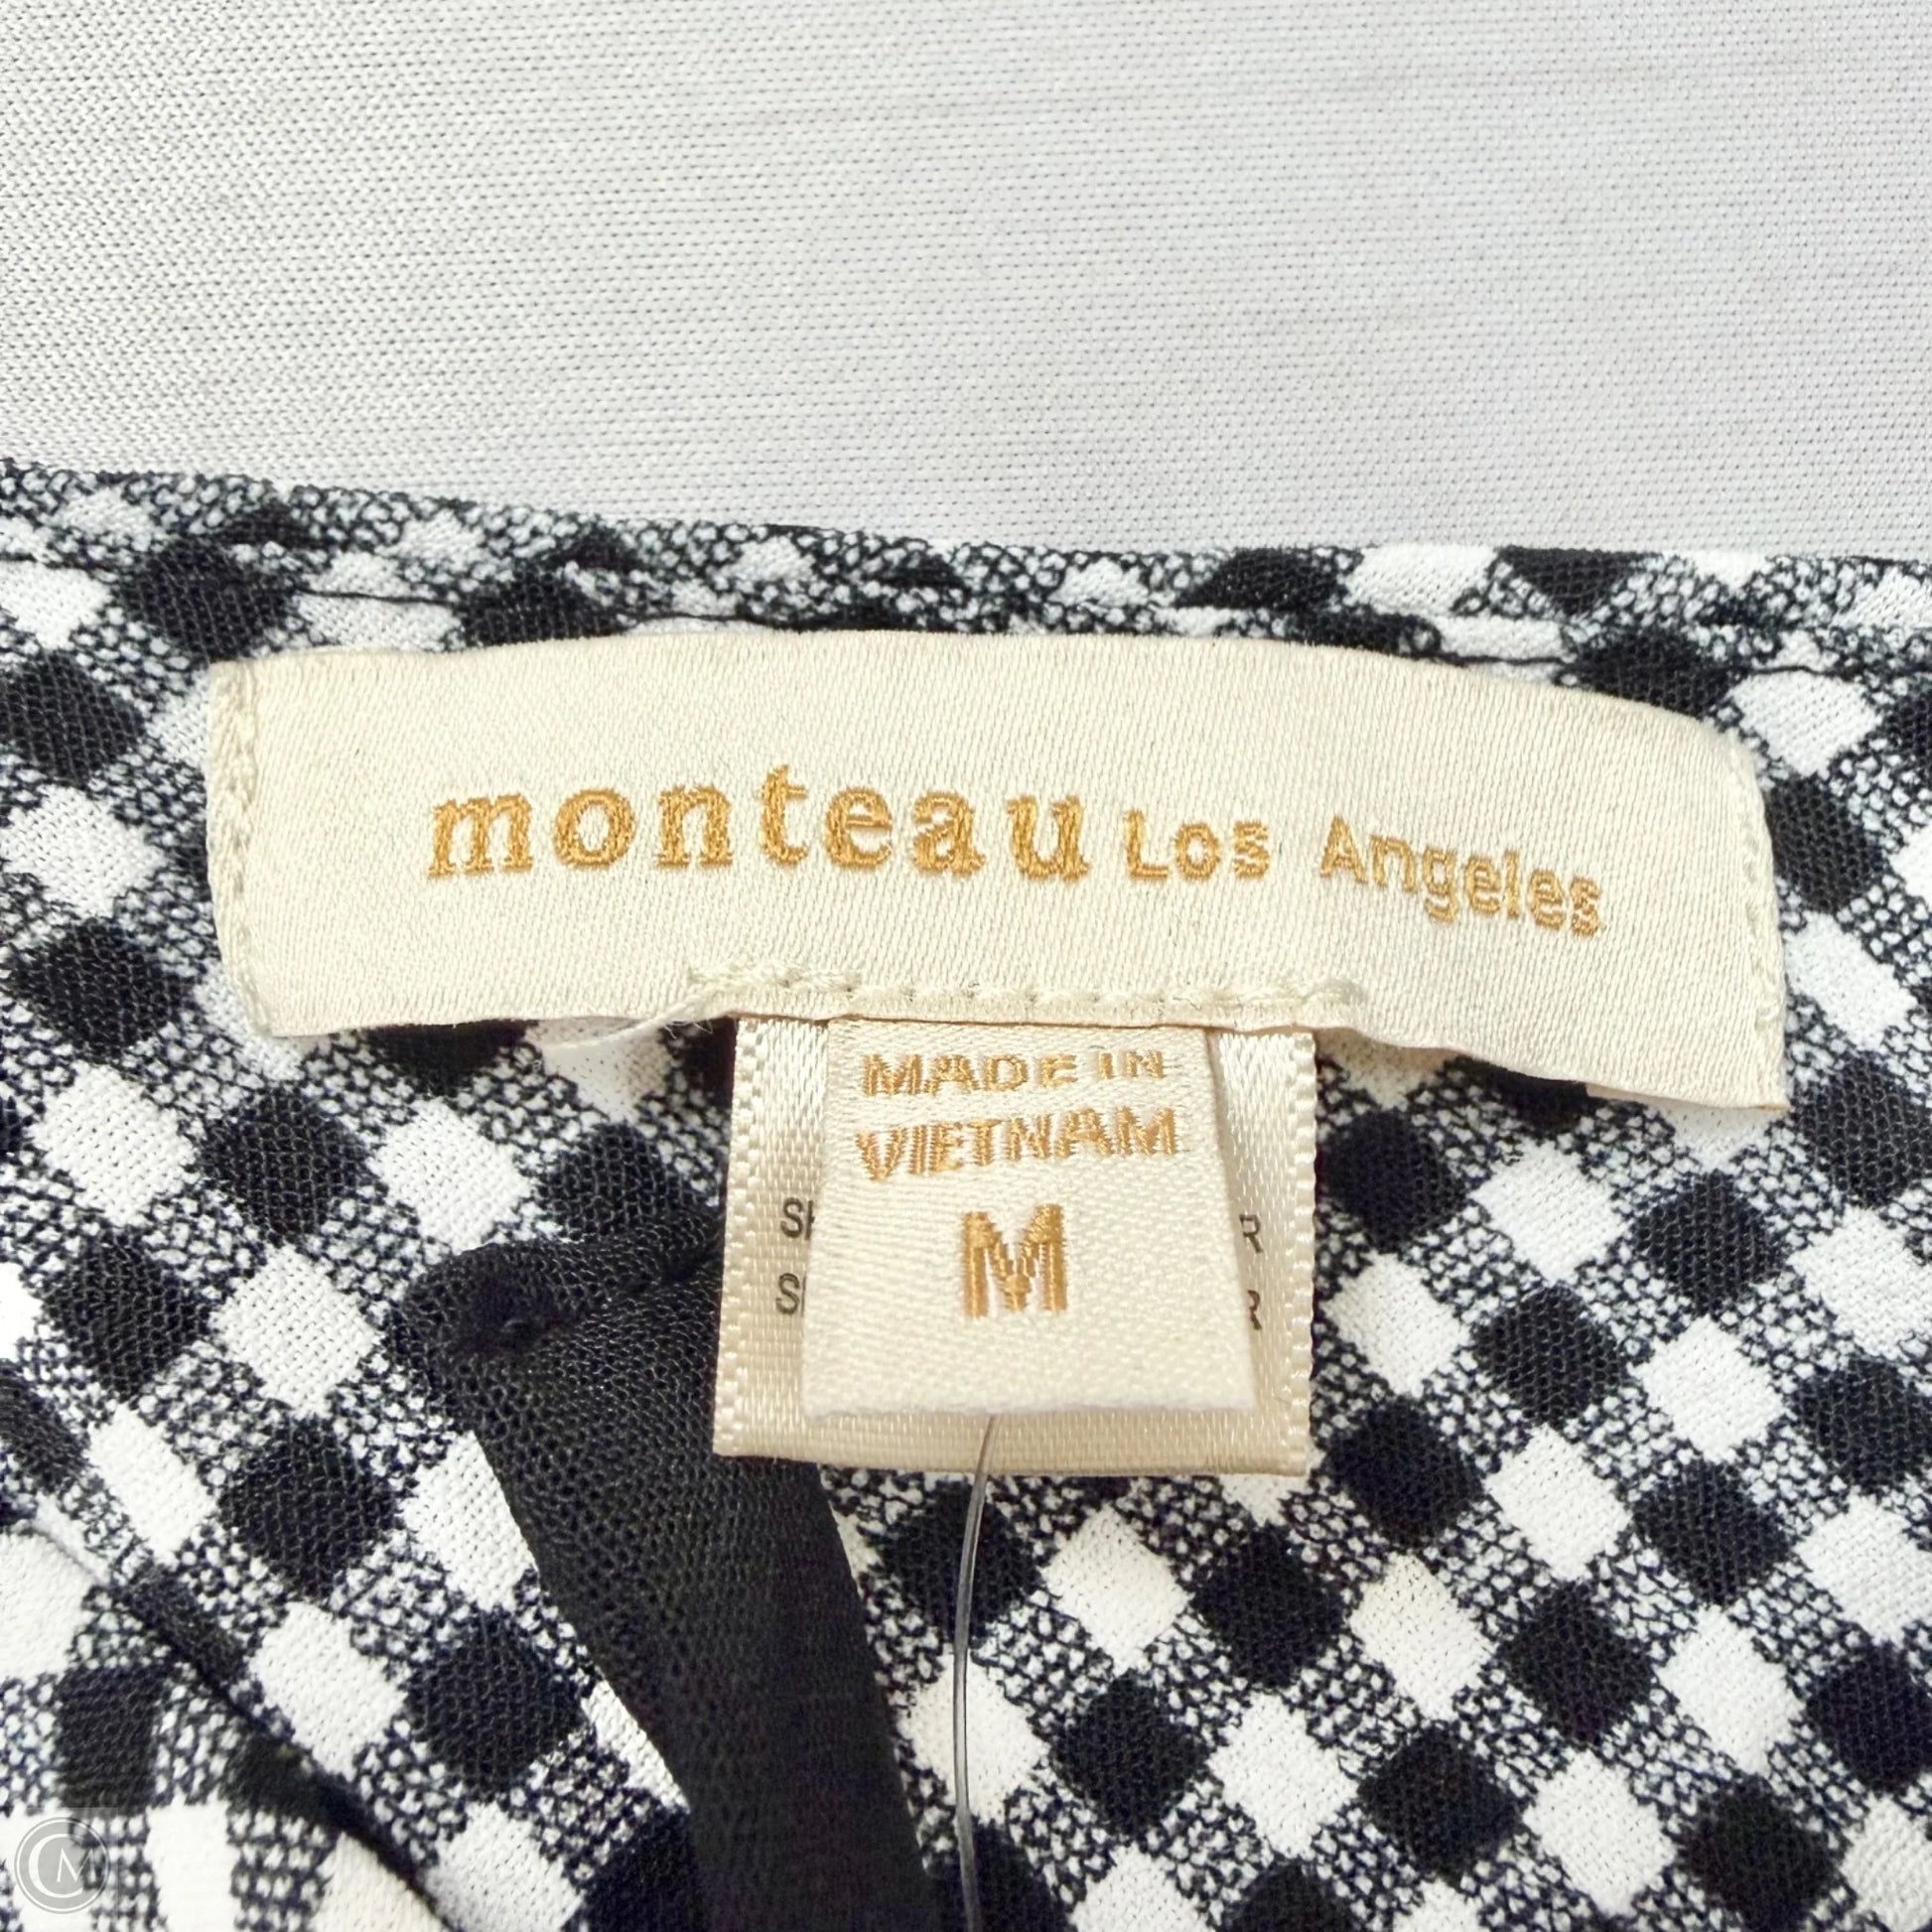 monteau Los Angeles
MADE IN
VIETNAM
M